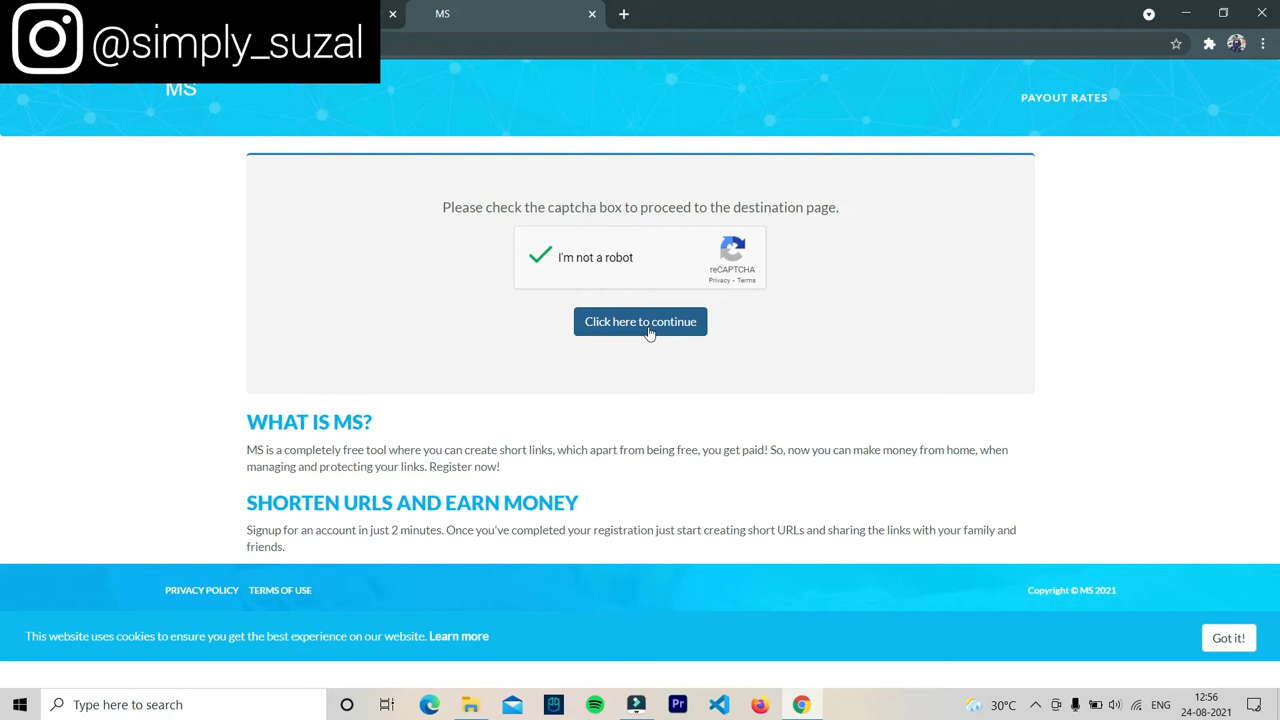 MS
@simply_suzal
MS
PAYOUT RATES
Please check the captcha box to proceed to the destination page.
I'm not a robot
reCAPTCHA
Privacy - Terms
Click here to continue
WHAT IS MS?
MS is a completely free tool where you can create short links, which apart from being free, you get paid! So, now you can make money from home, when
managing and protecting your links. Register now!
SHORTEN URLS AND EARN MONEY
Signup for an account in just 2 minutes. Once you've completed your registration just start creating short URLs and sharing the links with your family and
friends.
PRIVACY POLICY TERMS OF USE
Copyright © MS 2021
This website uses cookies to ensure you get the best experience on our website. Learn more
Got it!
Type here to search
Pr
30°C
ENG
12:56
24-08-2021